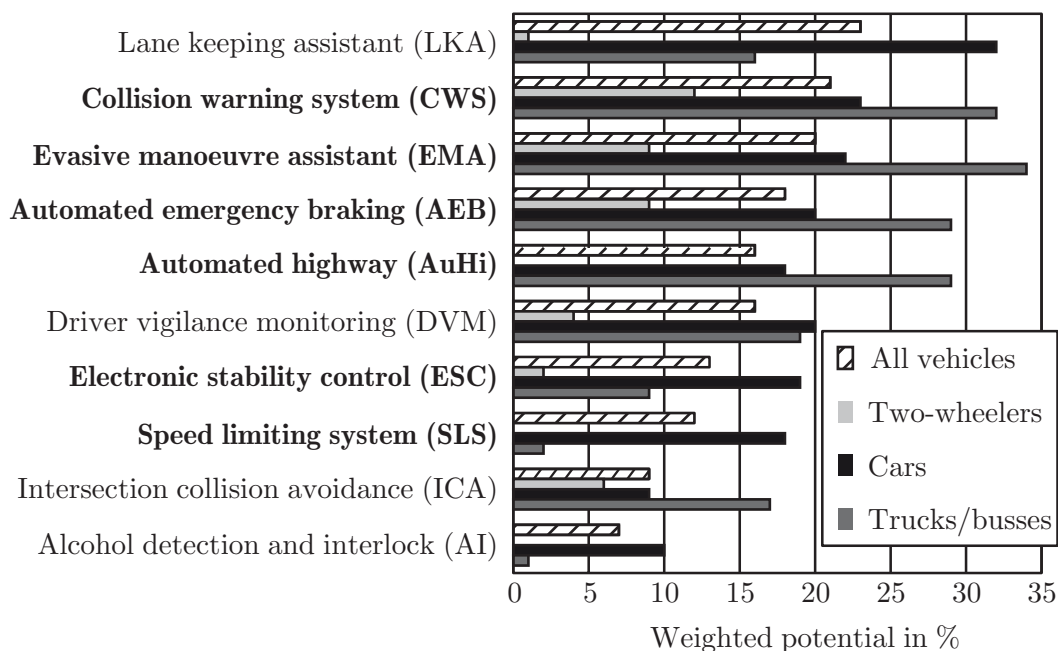 Lane keeping assistant (LKA)
Collision warning system (CWS)
Evasive manoeuvre assistant (EMA)
Automated emergency braking (AEB)
Automated highway (AuHi)
Driver vigilance monitoring (DVM)
Electronic stability control (ESC)
Speed limiting system (SLS)
Intersection collision avoidance (ICA)
Alcohol detection and interlock (AI)
All vehicles
Two-wheelers
Cars
Trucks/busses
0 5 10 15 20 25 30 35
Weighted potential in %